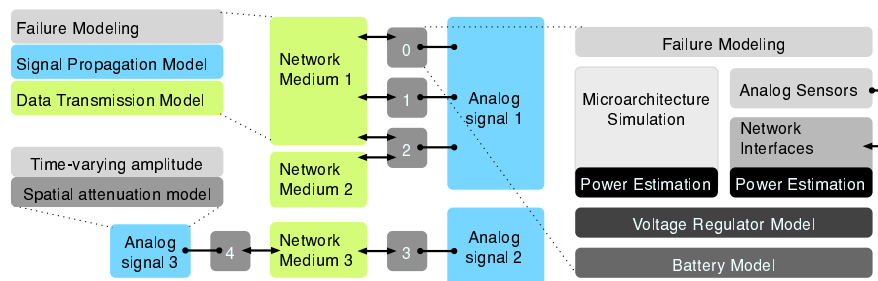 Failure Modeling
Signal Propagation Model
Data Transmission Model
Time-varying amplitude
Spatial attenuation model
Analog
signal 3
4
Network
Medium 1
Network
Medium 2
Network
Medium 3
0
1
2
3
Analog
signal 1
Analog
signal 2
Failure Modeling
Microarchitecture
Simulation
Power Estimation
Analog Sensors
Network
Interfaces
Power Estimation
Voltage Regulator Model
Battery Model